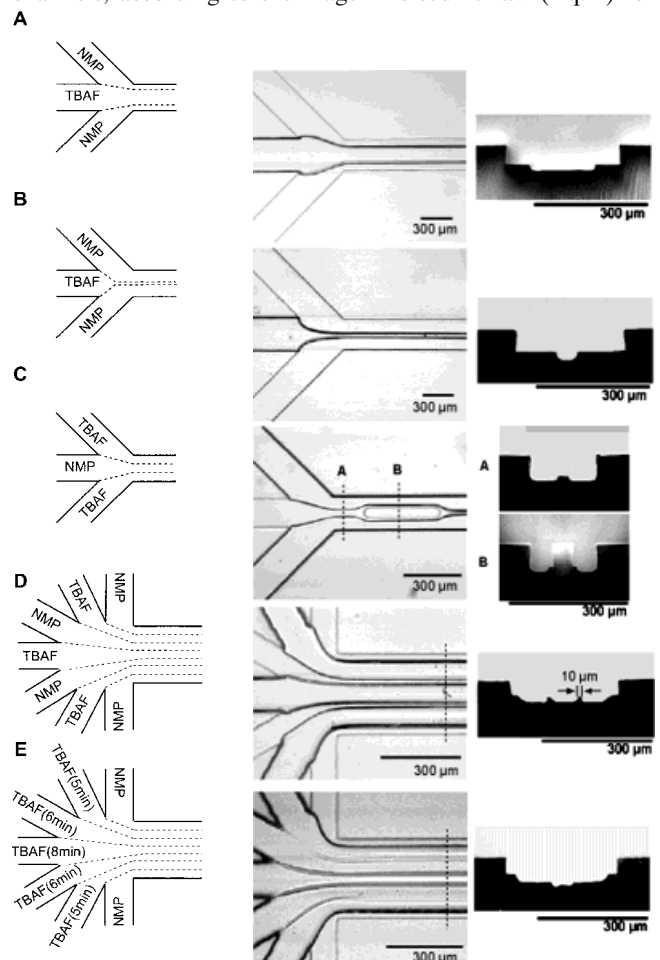 A
NMP
TBAF
NMP
300 µm
300 µm
B
NMP
TBAF
NMP
300 µm
300 µm
C
TBAF
NMP
TBAF
A
B
300 µm
A
B
300 µm
D
NMP
TBAF
NMP
TBAF
NMP
TBAF
NMP
300 µm
10 µm
300 µm
E
NMP
TBAF(5min)
TBAF(6min)
TBAF(8min)
TBAF(6min)
TBAF(5min)
NMP
300 µm
300 µm